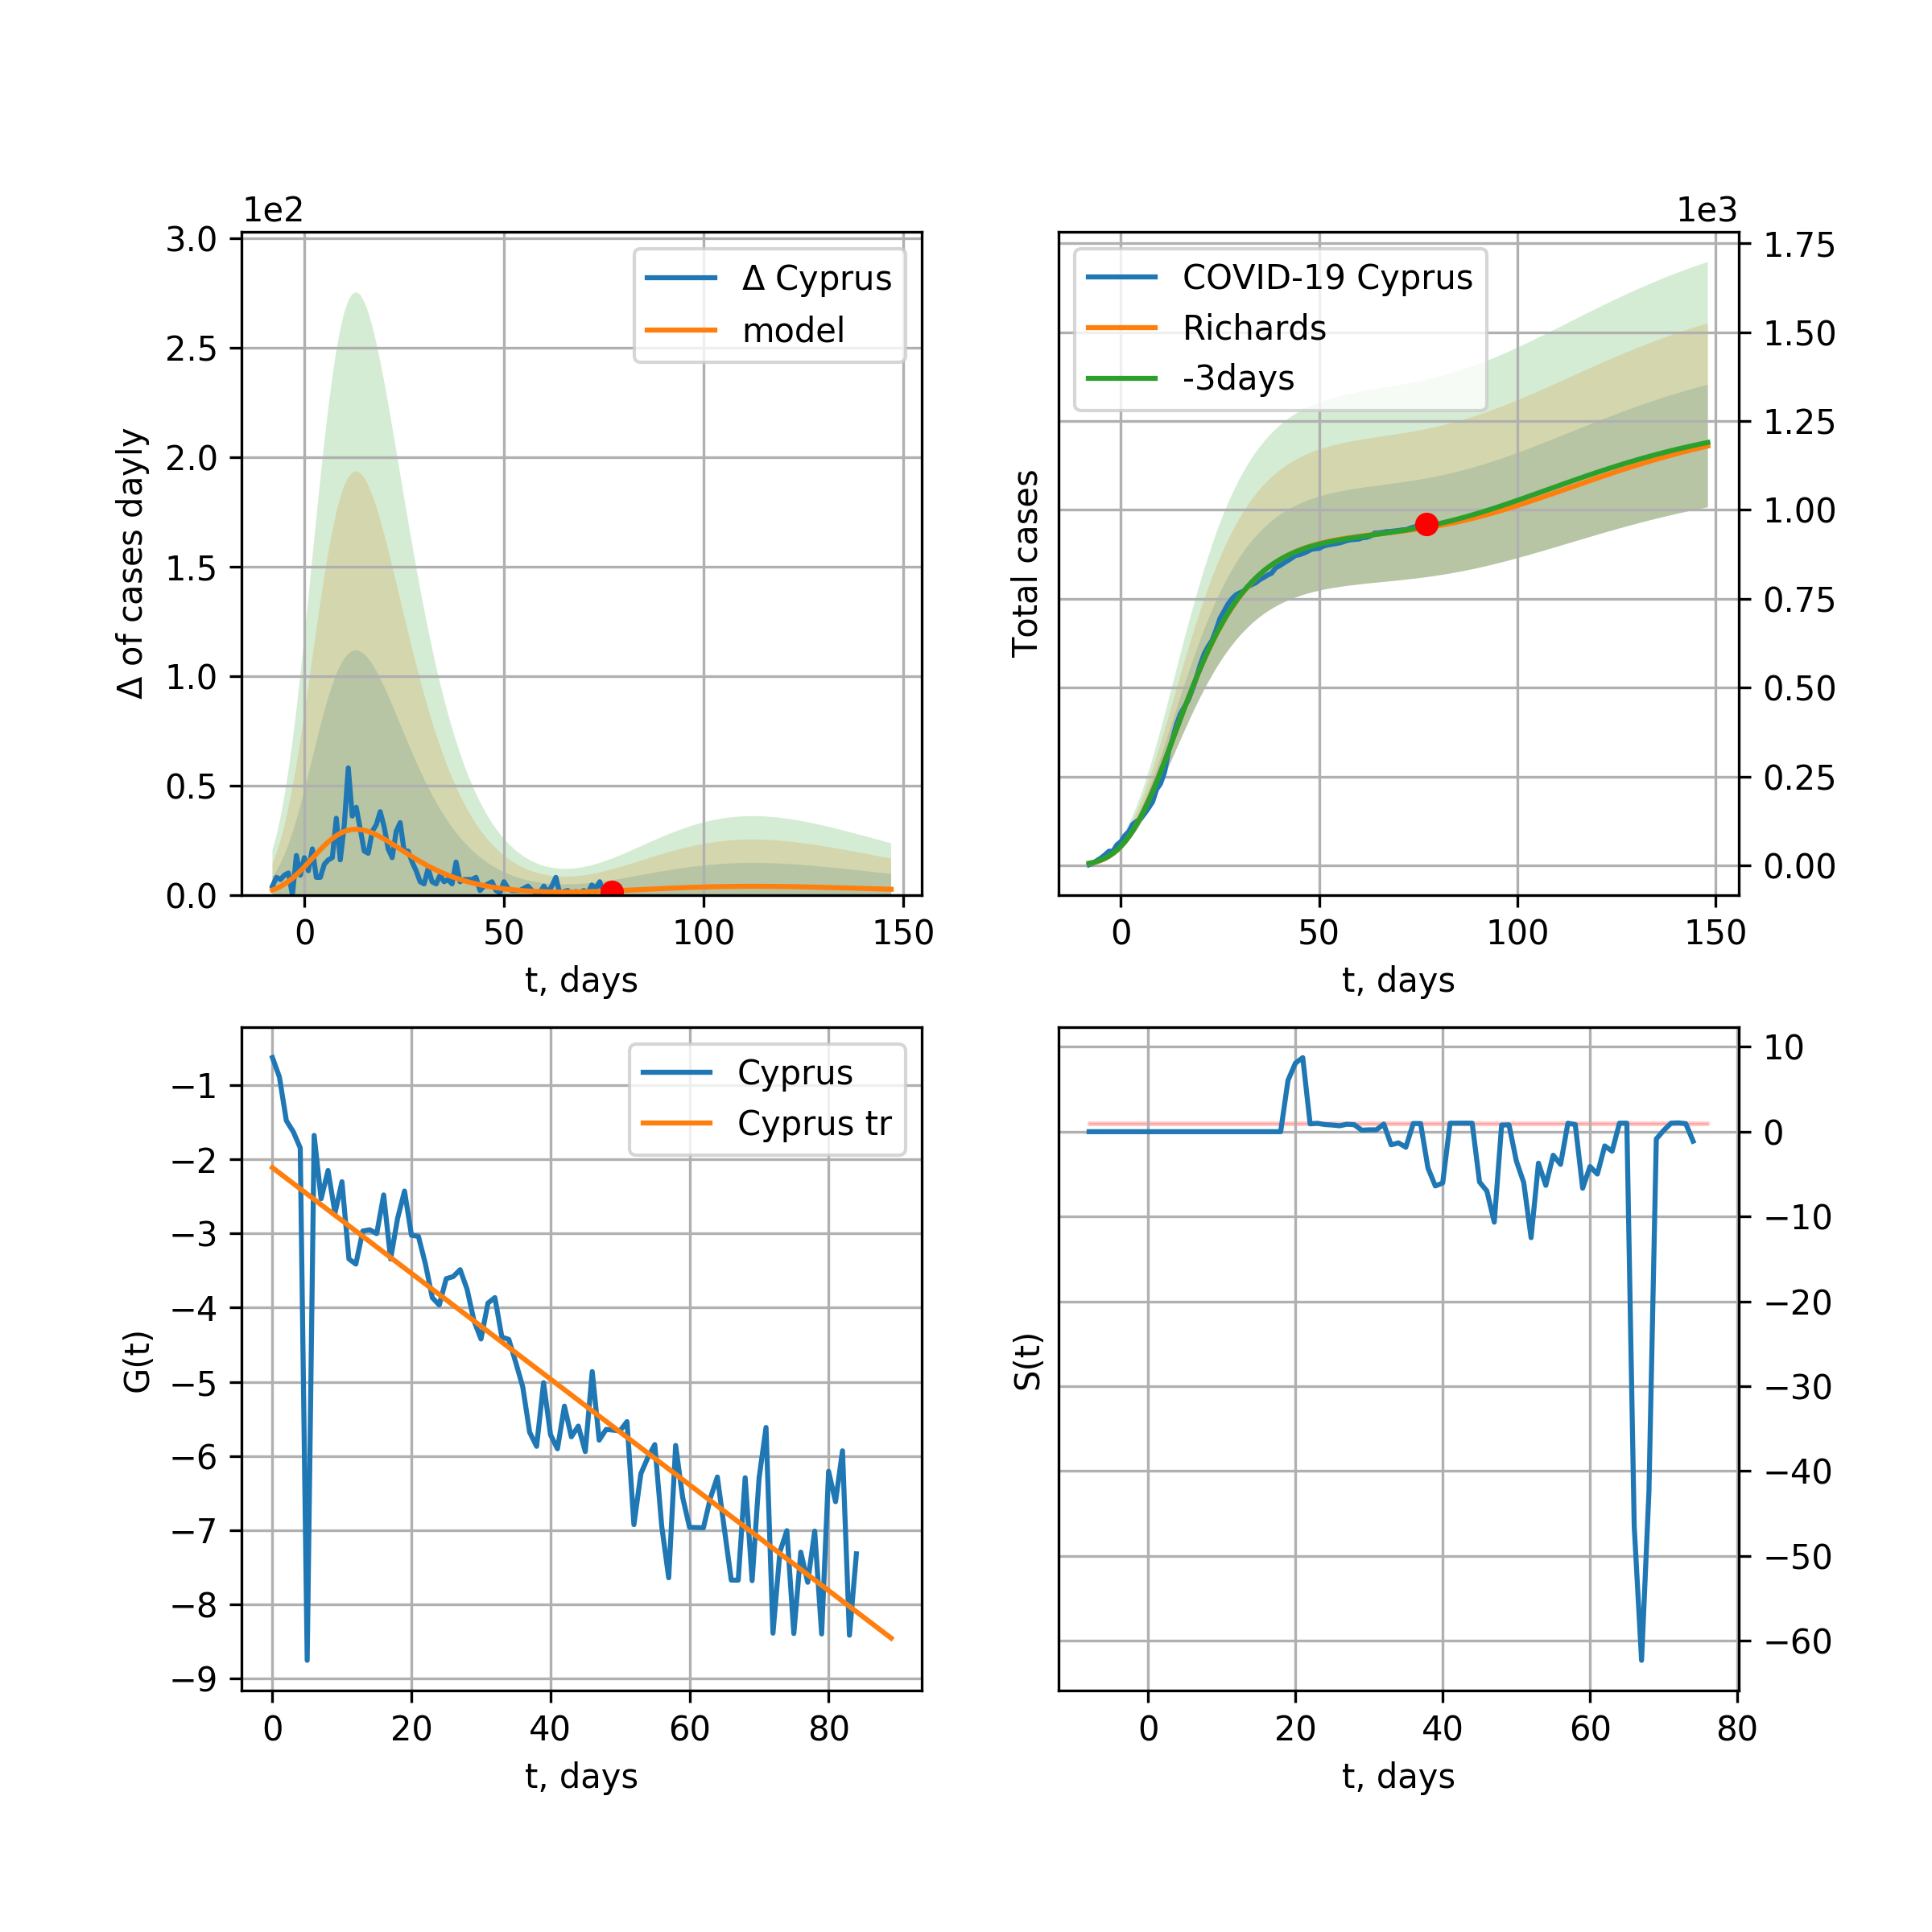 1e2
3.0
2.5
2.0
1.5
1.0
0.5
0.0
Δ of cases dayly
Δ Cyprus
model
0 50 100 150
t, days
1e3
1.75
1.50
1.25
1.00
0.75
0.50
0.25
0.00
Total cases
COVID-19 Cyprus
Richards
-3days
0 50 100 150
t, days
−1
−2
−3
−4
−5
−6
−7
−8
−9
G(t)
Cyprus
Cyprus tr
0 20 40 60 80
t, days
10
0
−10
−20
−30
−40
−50
−60
S(t)
0 20 40 60 80
t, days